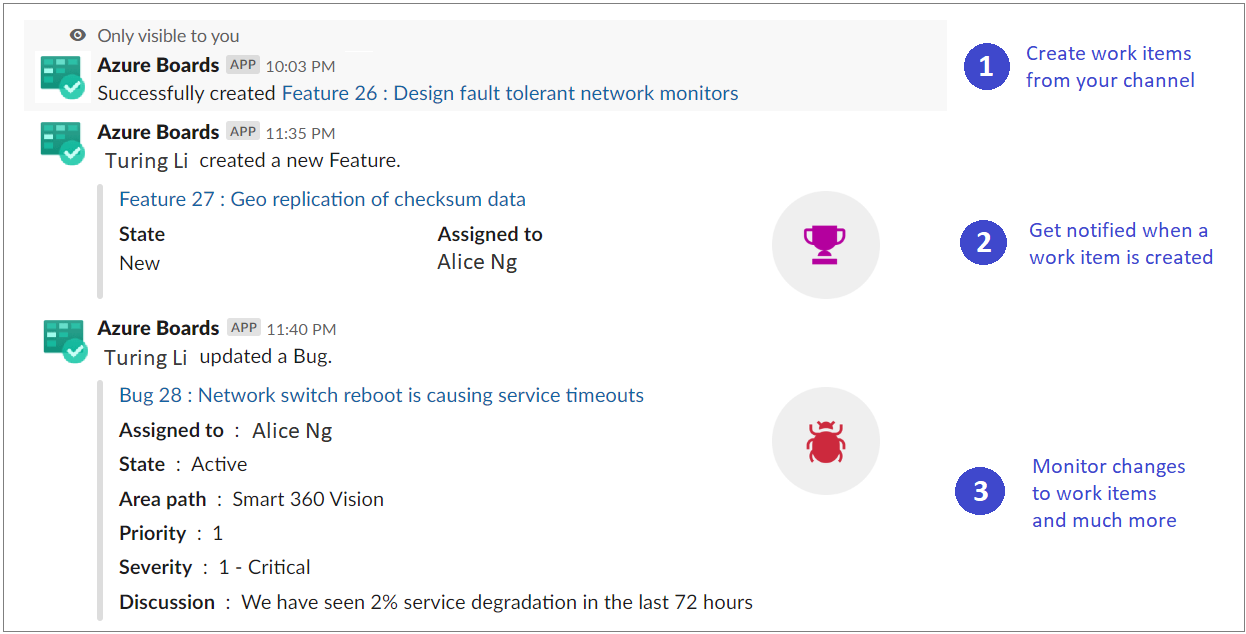 Only visible to you
Azure Boards APP 10:03 PM
Successfully created Feature 26 : Design fault tolerant network monitors
1
Create work items
from your channel
Azure Boards APP 11:35 PM
Turing Li created a new Feature.
Feature 27 : Geo replication of checksum data
State Assigned to
New Alice Ng
2
Get notified when a
work item is created
Azure Boards APP 11:40 PM
Turing Li updated a Bug.
Bug 28 : Network switch reboot is causing service timeouts
Assigned to : Alice Ng
State : Active
Area path : Smart 360 Vision
Priority : 1
Severity : 1 - Critical
Discussion : We have seen 2% service degradation in the last 72 hours
3
Monitor changes
to work items
and much more